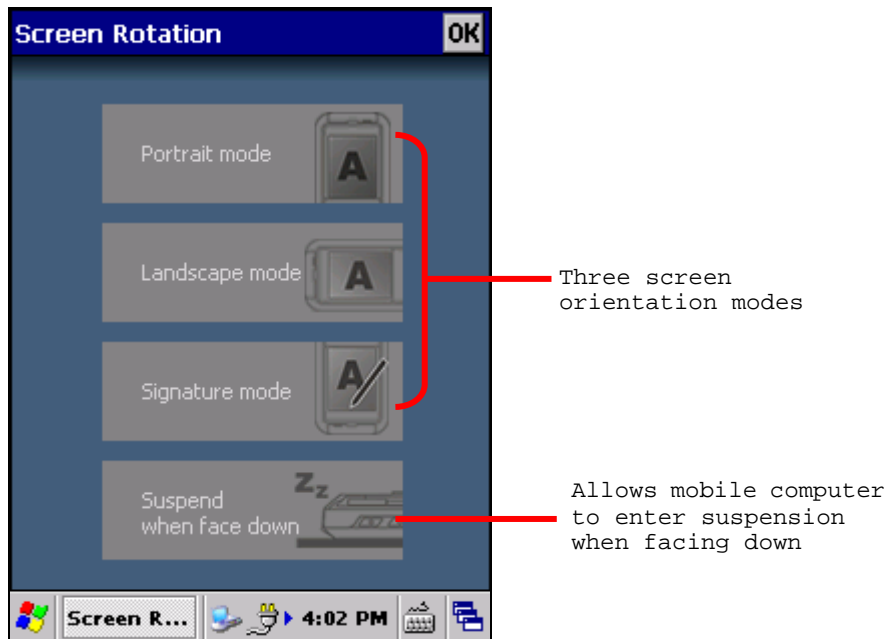 Screen Rotation OK
Portrait mode
A
Landscape mode
A
Signature mode
A
Suspend
when face down
Zz
Screen R... 4:02 PM
Three screen
orientation modes
Allows mobile computer
to enter suspension
when facing down